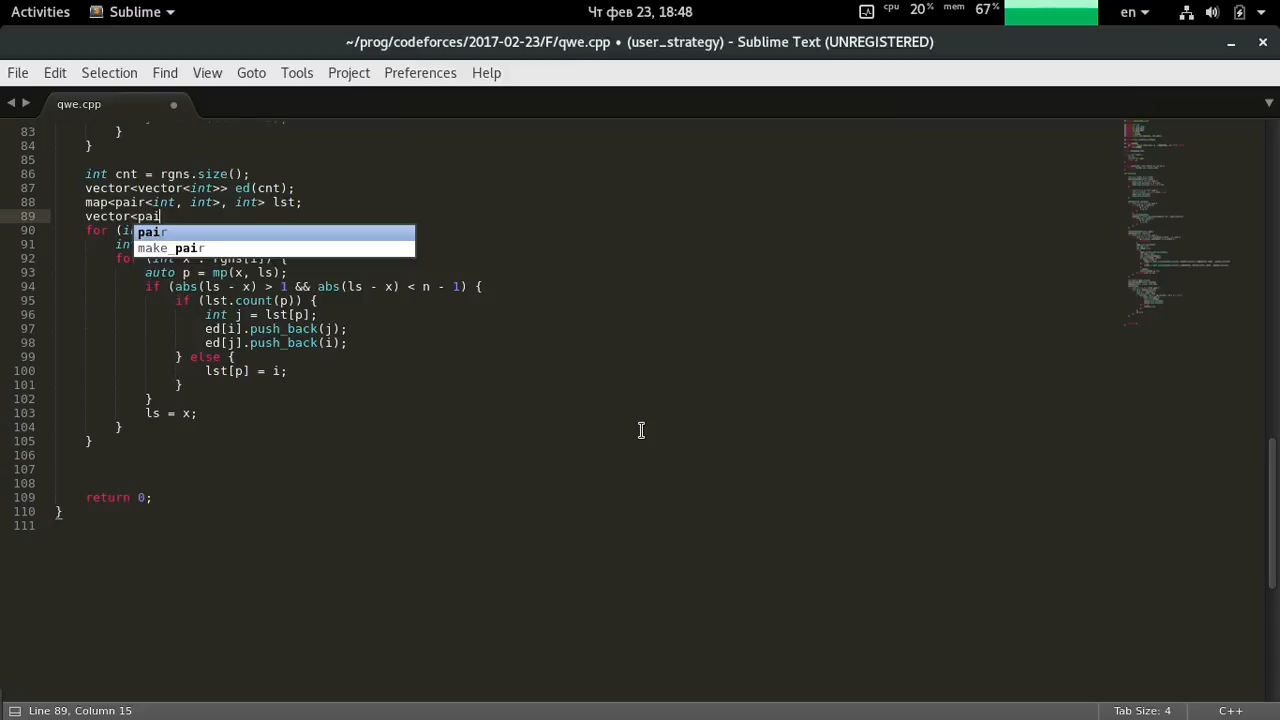 Activities Sublime Чт фев 23, 18:48 cpu 20% mem 67% en
~/prog/codeforces/2017-02-23/F/qwe.cpp • (user_strategy) - Sublime Text (UNREGISTERED)
File Edit Selection Find View Goto Tools Project Preferences Help
qwe.cpp
83 }
84 }
85
86 int cnt = rgns.size();
87 vector<vector<int>> ed(cnt);
88 map<pair<int, int>, int> lst;
89 vector<pai
90 for (i
pair
91 in
make_pair
92 for (int x : rgns[i]) {
93 auto p = mp(x, ls);
94 if (abs(ls - x) > 1 && abs(ls - x) < n - 1) {
95 if (lst.count(p)) {
96 int j = lst[p];
97 ed[i].push_back(j);
98 ed[j].push_back(i);
99 } else {
100 lst[p] = i;
101 }
102 }
103 ls = x;
104 }
105 }
106
107
108
109 return 0;
110 }
111
Line 89, Column 15 Tab Size: 4 C++